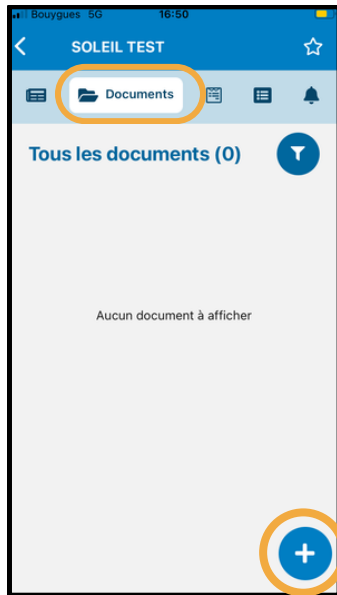 Bouygues 5G 16:50
SOLEIL TEST
Documents
Tous les documents (0)
Aucun document à afficher